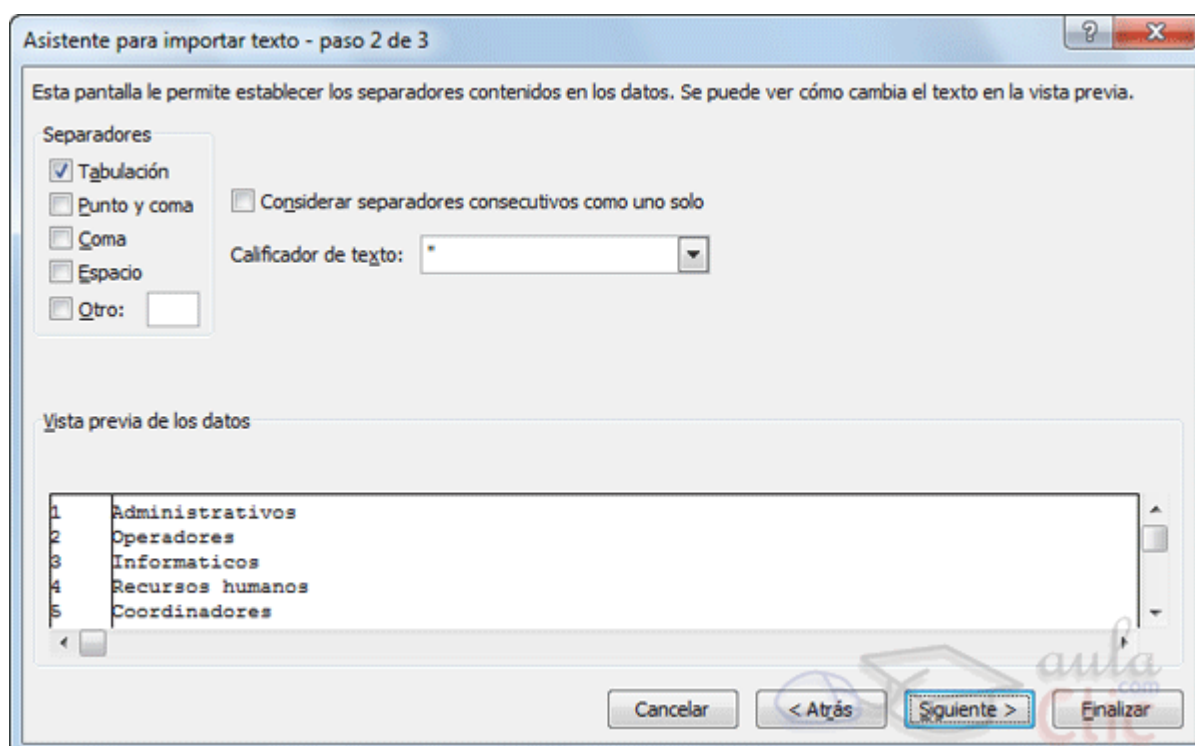 Asistente para importar texto - paso 2 de 3
Esta pantalla le permite establecer los separadores contenidos en los datos. Se puede ver cómo cambia el texto en la vista previa.
Separadores
Tabulación
Punto y coma
Coma
Espacio
Otro:
Considerar separadores consecutivos como uno solo
Calificador de texto: "
Vista previa de los datos
1 Administrativos
2 Operadores
3 Informaticos
4 Recursos humanos
5 Coordinadores
Cancelar
< Atrás
Siguiente >
Finalizar
aula
Clic
.com